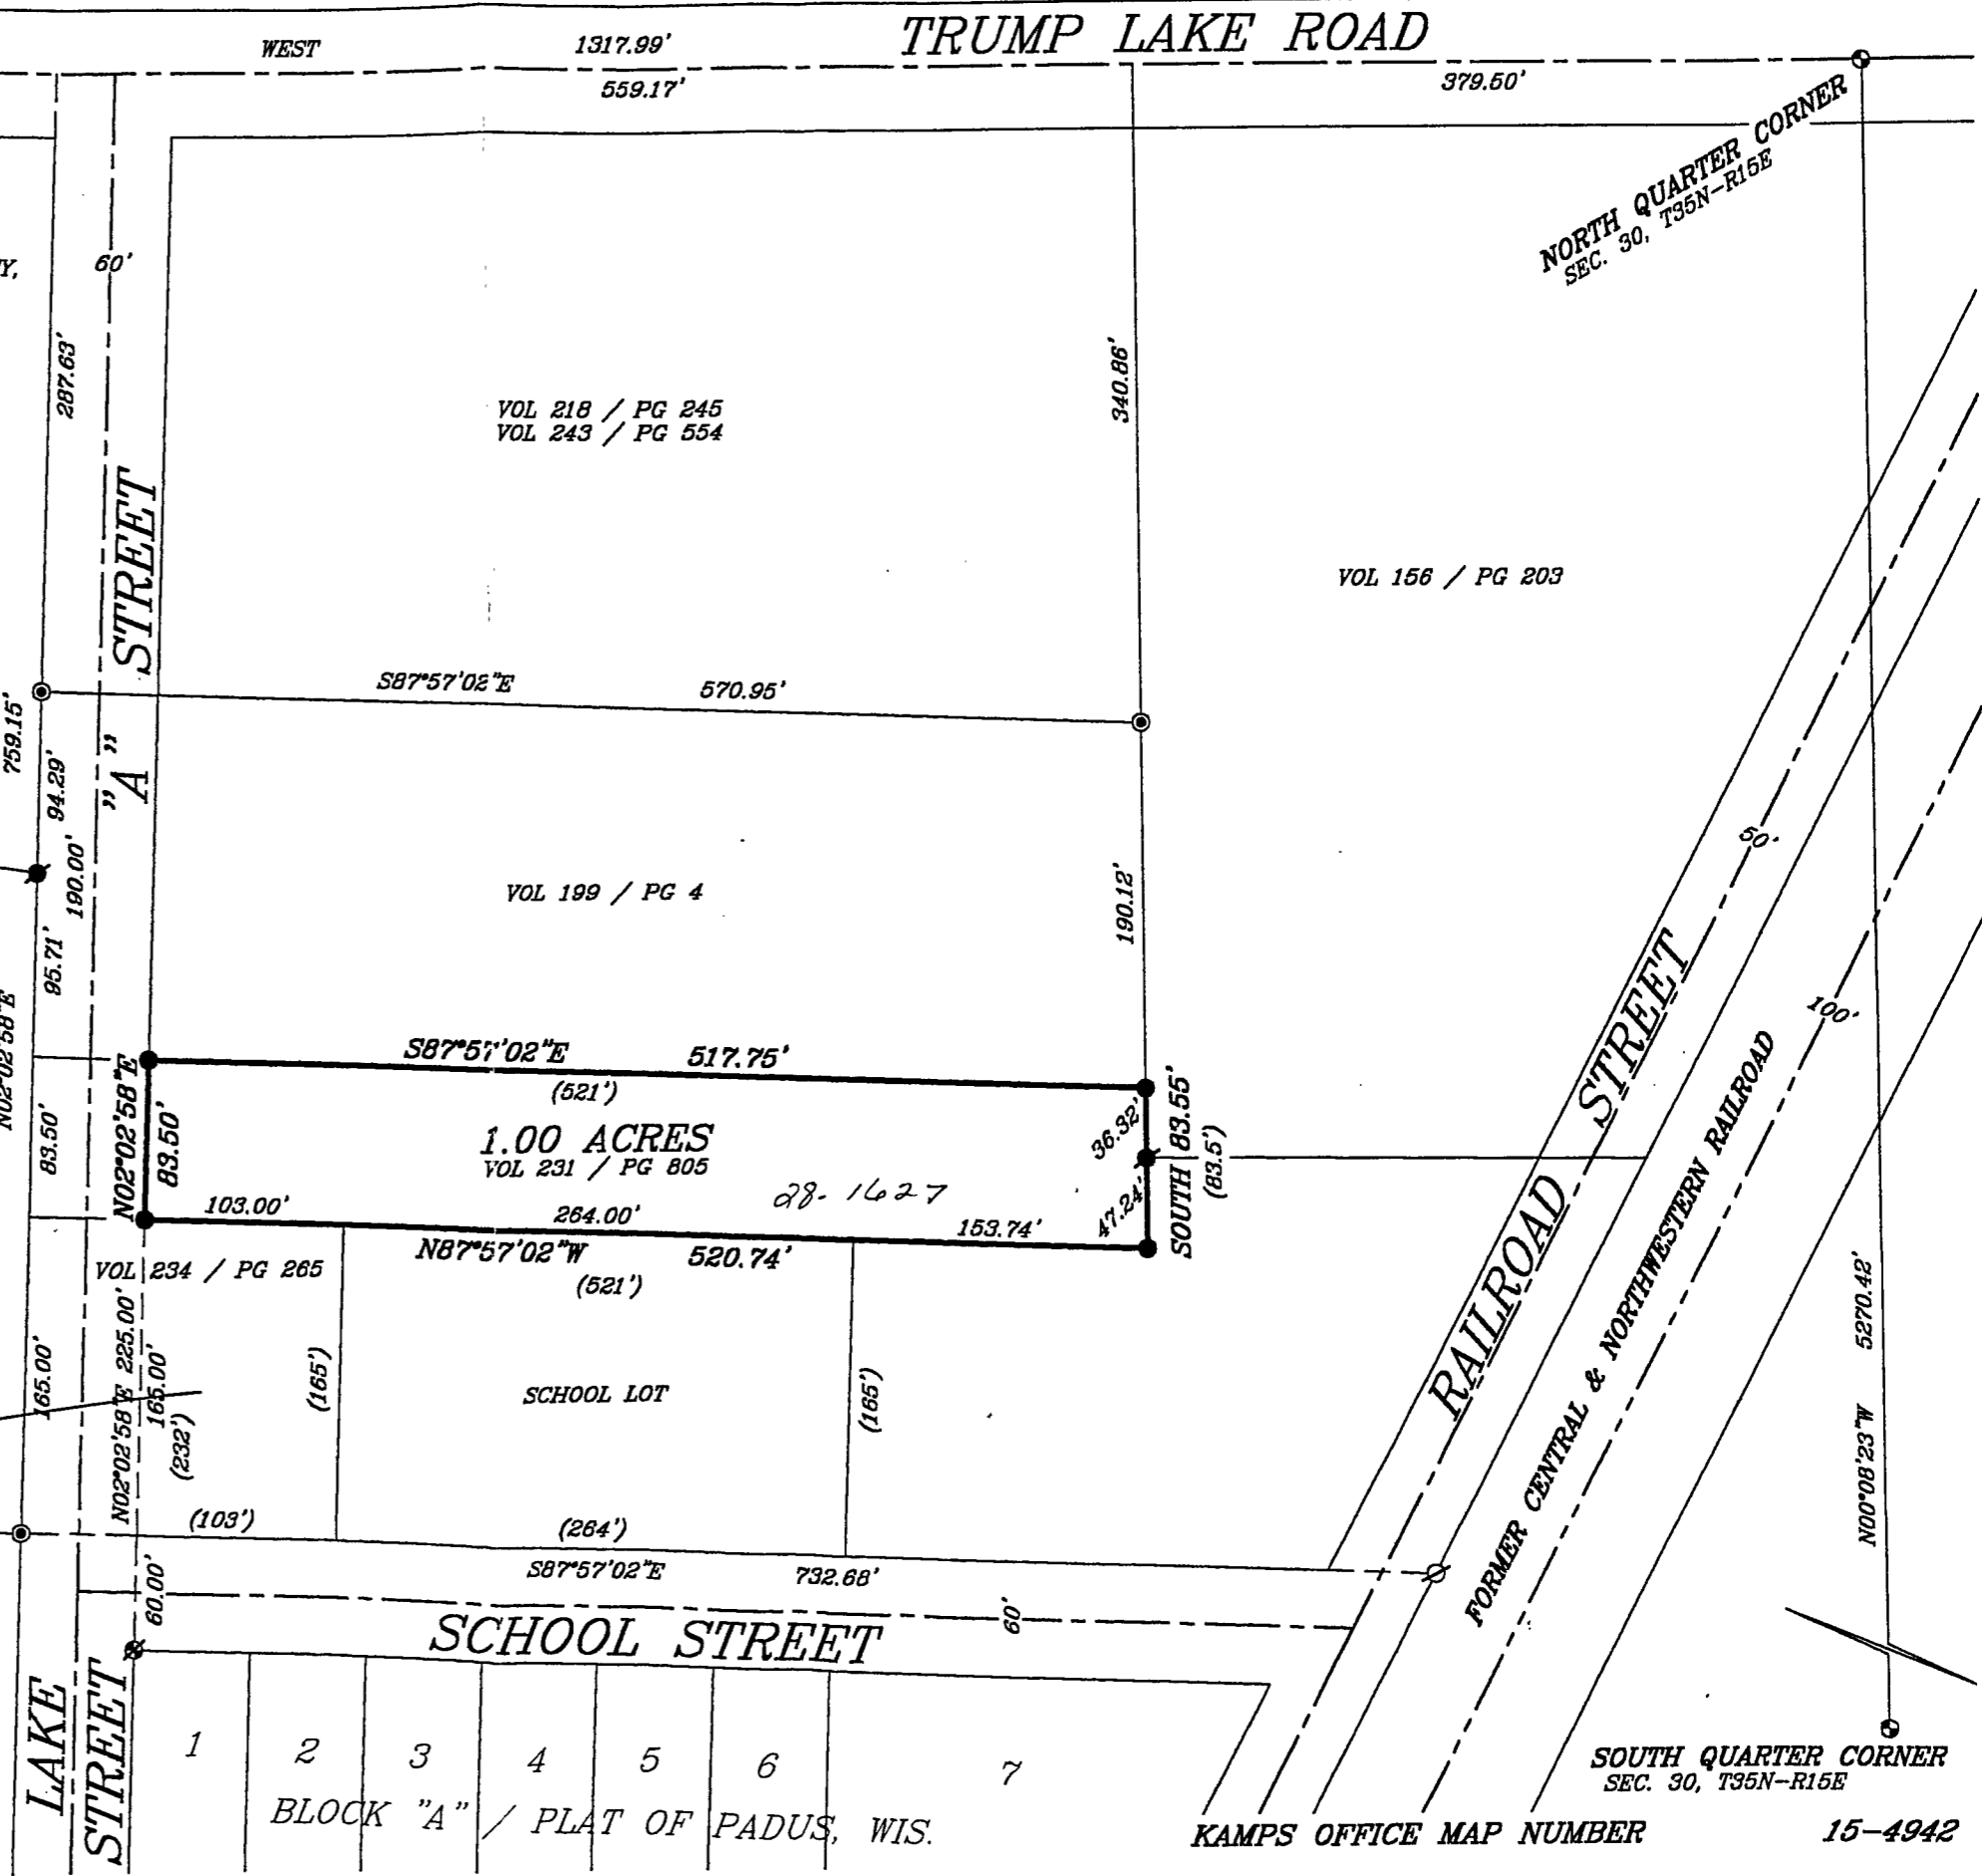 TRUMP LAKE ROAD
WEST 1317.99'
559.17'
379.50'
NORTH QUARTER CORNER
SEC. 30, T35N-R15E
Y,
60'
287.63'
340.86'
VOL 218 / PG 245
VOL 243 / PG 554
"A" STREET
VOL 156 / PG 203
S87°57'02"E 570.95'
759.15'
94.29'
190.00'
95.71'
VOL 199 / PG 4
190.12'
50'
100'
N02°02'58"E
83.50'
N02°02'58"E
83.50'
S87°57'02"E 517.75'
(521')
1.00 ACRES
VOL 231 / PG 805
28-1627
36.32'
47.24'
SOUTH 83.55'
(83.5')
103.00'
264.00'
153.74'
N87°57'02"W 520.74'
(521')
VOL 234 / PG 265
165.00'
N02°02'58"E 225.00'
165.00'
(232')
(165')
SCHOOL LOT
(165')
(103')
(264')
S87°57'02"E 732.68'
60.00'
60'
SCHOOL STREET
RAILROAD STREET
FORMER CENTRAL & NORTHWESTERN RAILROAD
N00°08'23"W 5270.42'
LAKE
STREET
1 2 3 4 5 6 7
BLOCK "A" / PLAT OF PADUS, WIS.
SOUTH QUARTER CORNER
SEC. 30, T35N-R15E
KAMPS OFFICE MAP NUMBER 15-4942